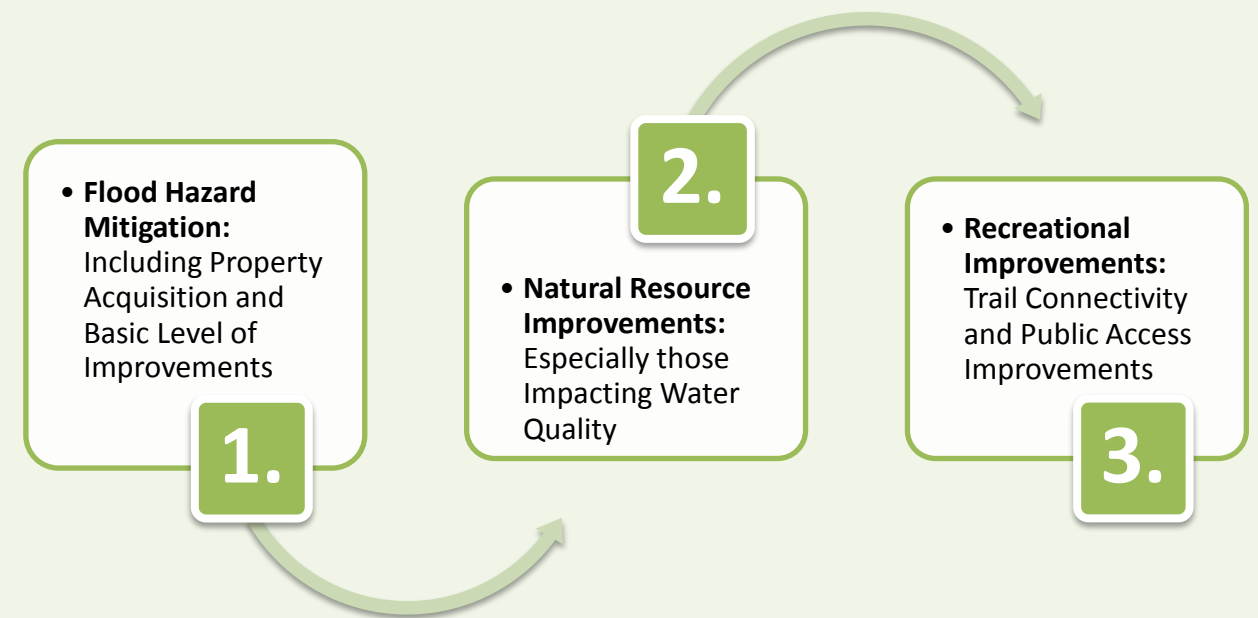 • Flood Hazard
Mitigation:
Including Property
Acquisition and
Basic Level of
Improvements
1.
2.
• Natural Resource
Improvements:
Especially those
Impacting Water
Quality
• Recreational
Improvements:
Trail Connectivity
and Public Access
Improvements
3.